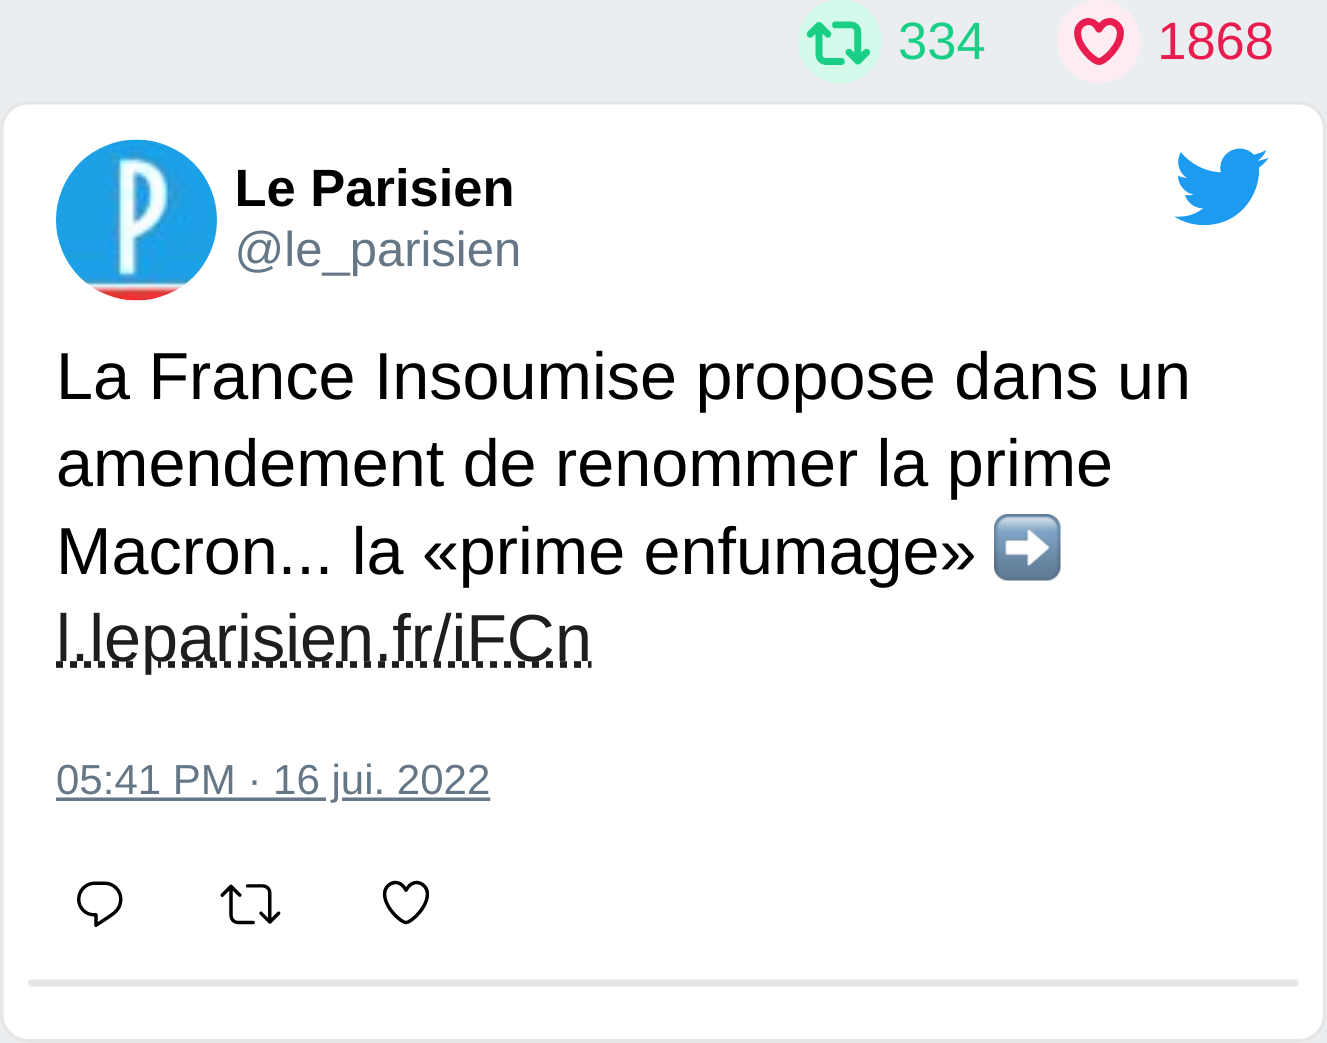 334 1868
Le Parisien
@le_parisien
La France Insoumise propose dans un
amendement de renommer la prime
Macron... la «prime enfumage» ➡️
l.leparisien.fr/iFCn
05:41 PM · 16 jui. 2022